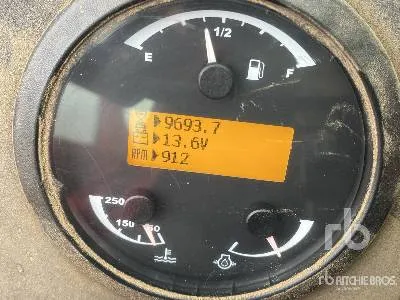 1/2
E
F
9693.7
13.6V
RPM 912
250
150
rb
RITCHIE BROS.